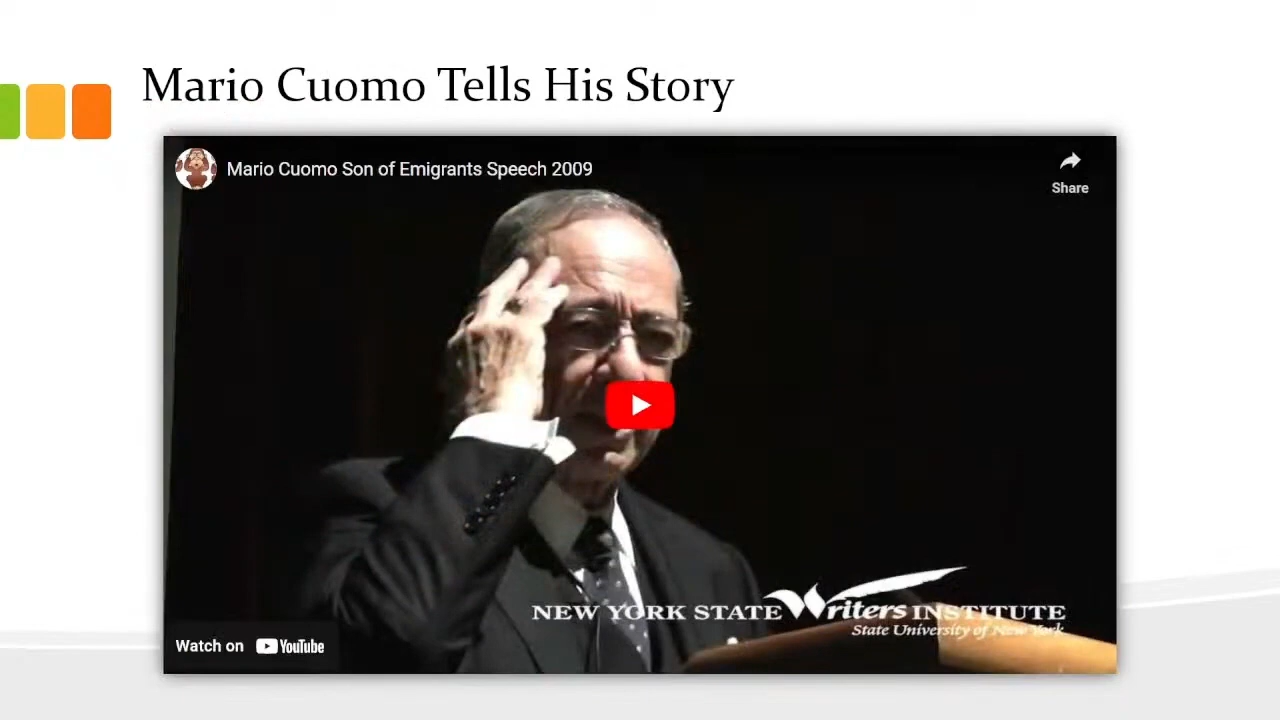 Mario Cuomo Tells His Story
Mario Cuomo Son of Emigrants Speech 2009
Share
NEW YORK STATE Writers INSTITUTE
State University of New York
Watch on YouTube